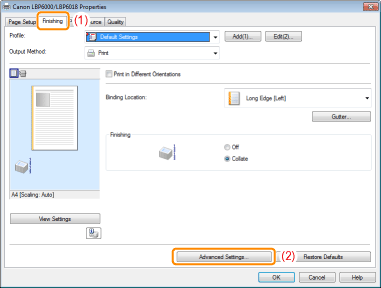 Canon LBP6000/LBP6018 Properties
Page Setup Finishing (1) Quality
Profile: Default Settings Add(1)... Edit(2)...
Output Method: Print
Print in Different Orientations
Binding Location: Long Edge (Left)
Gutter...
Finishing
Off
Collate
A4 [Scaling: Auto]
View Settings
Advanced Settings... (2) Restore Defaults
OK Cancel Help